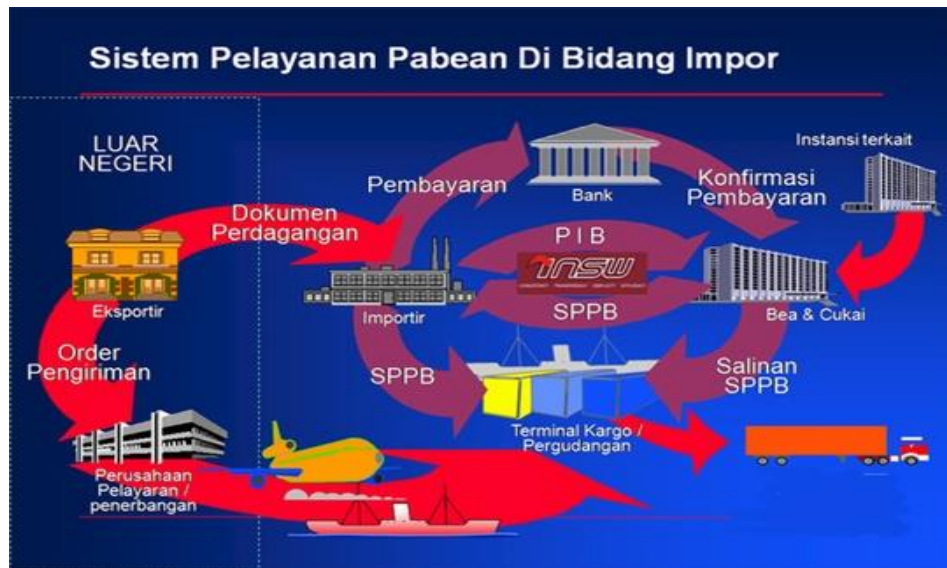 Sistem Pelayanan Pabean Di Bidang Impor
LUAR
NEGERI
Instansi terkait
Bank
Pembayaran
Konfirmasi
Pembayaran
Dokumen
Perdagangan
P I B
INSW
SPPB
Eksportir
Importir
Bea & Cukai
Order
Pengiriman
SPPB
Salinan
SPPB
Terminal Kargo /
Pergudangan
Perusahaan
Pelayaran /
penerbangan